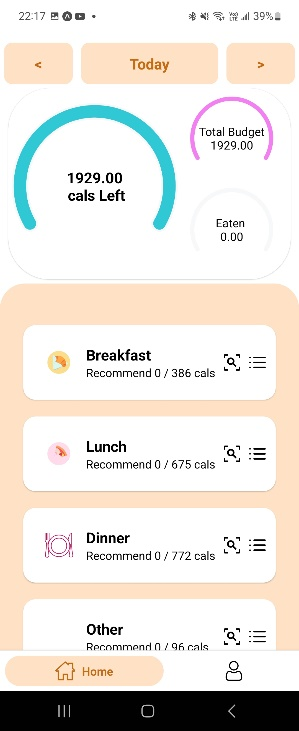 22:17 39%
< Today >
1929.00
cals Left
Total Budget
1929.00
Eaten
0.00
Breakfast
Recommend 0 / 386 cals
Lunch
Recommend 0 / 675 cals
Dinner
Recommend 0 / 772 cals
Other
Recommend 0 / 96 cals
Home